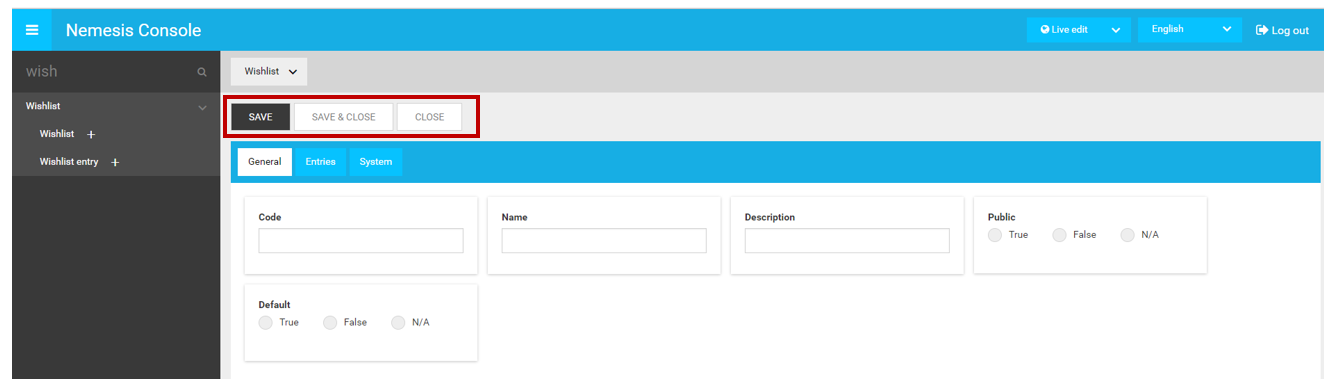 Nemesis Console
Live edit
English
Log out
wish
Wishlist
Wishlist
Wishlist +
Wishlist entry +
SAVE
SAVE & CLOSE
CLOSE
General
Entries
System
Code
Name
Description
Public
True
False
N/A
Default
True
False
N/A